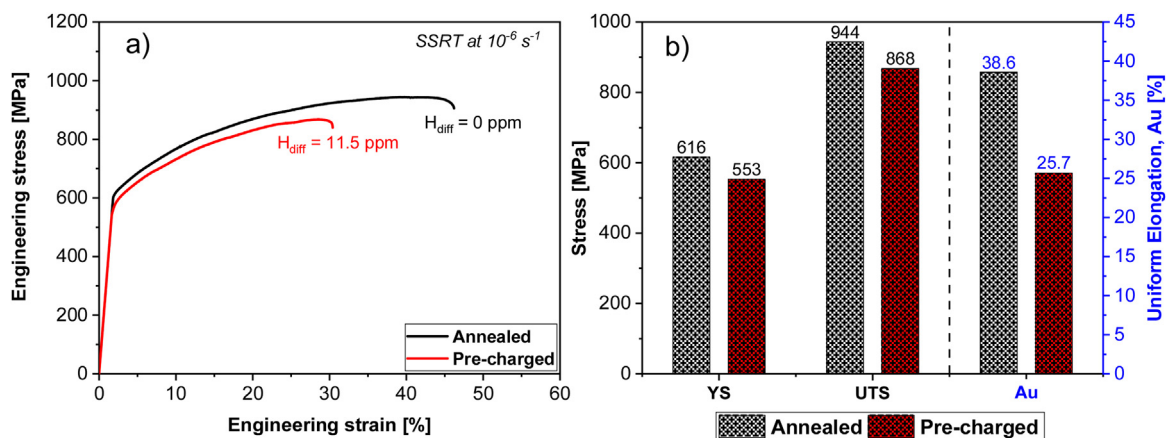 a)
SSRT at 10⁻⁶ s⁻¹
Engineering stress [MPa]
1200
1000
800
600
400
200
0
H_diff = 0 ppm
H_diff = 11.5 ppm
Annealed
Pre-charged
0 10 20 30 40 50 60
Engineering strain [%]
b)
Stress [MPa]
1000
800
600
400
200
0
616
553
944
868
38.6
25.7
YS UTS Au
45
40
35
30
25
20
15
10
5
0
Uniform Elongation, Au [%]
Annealed Pre-charged